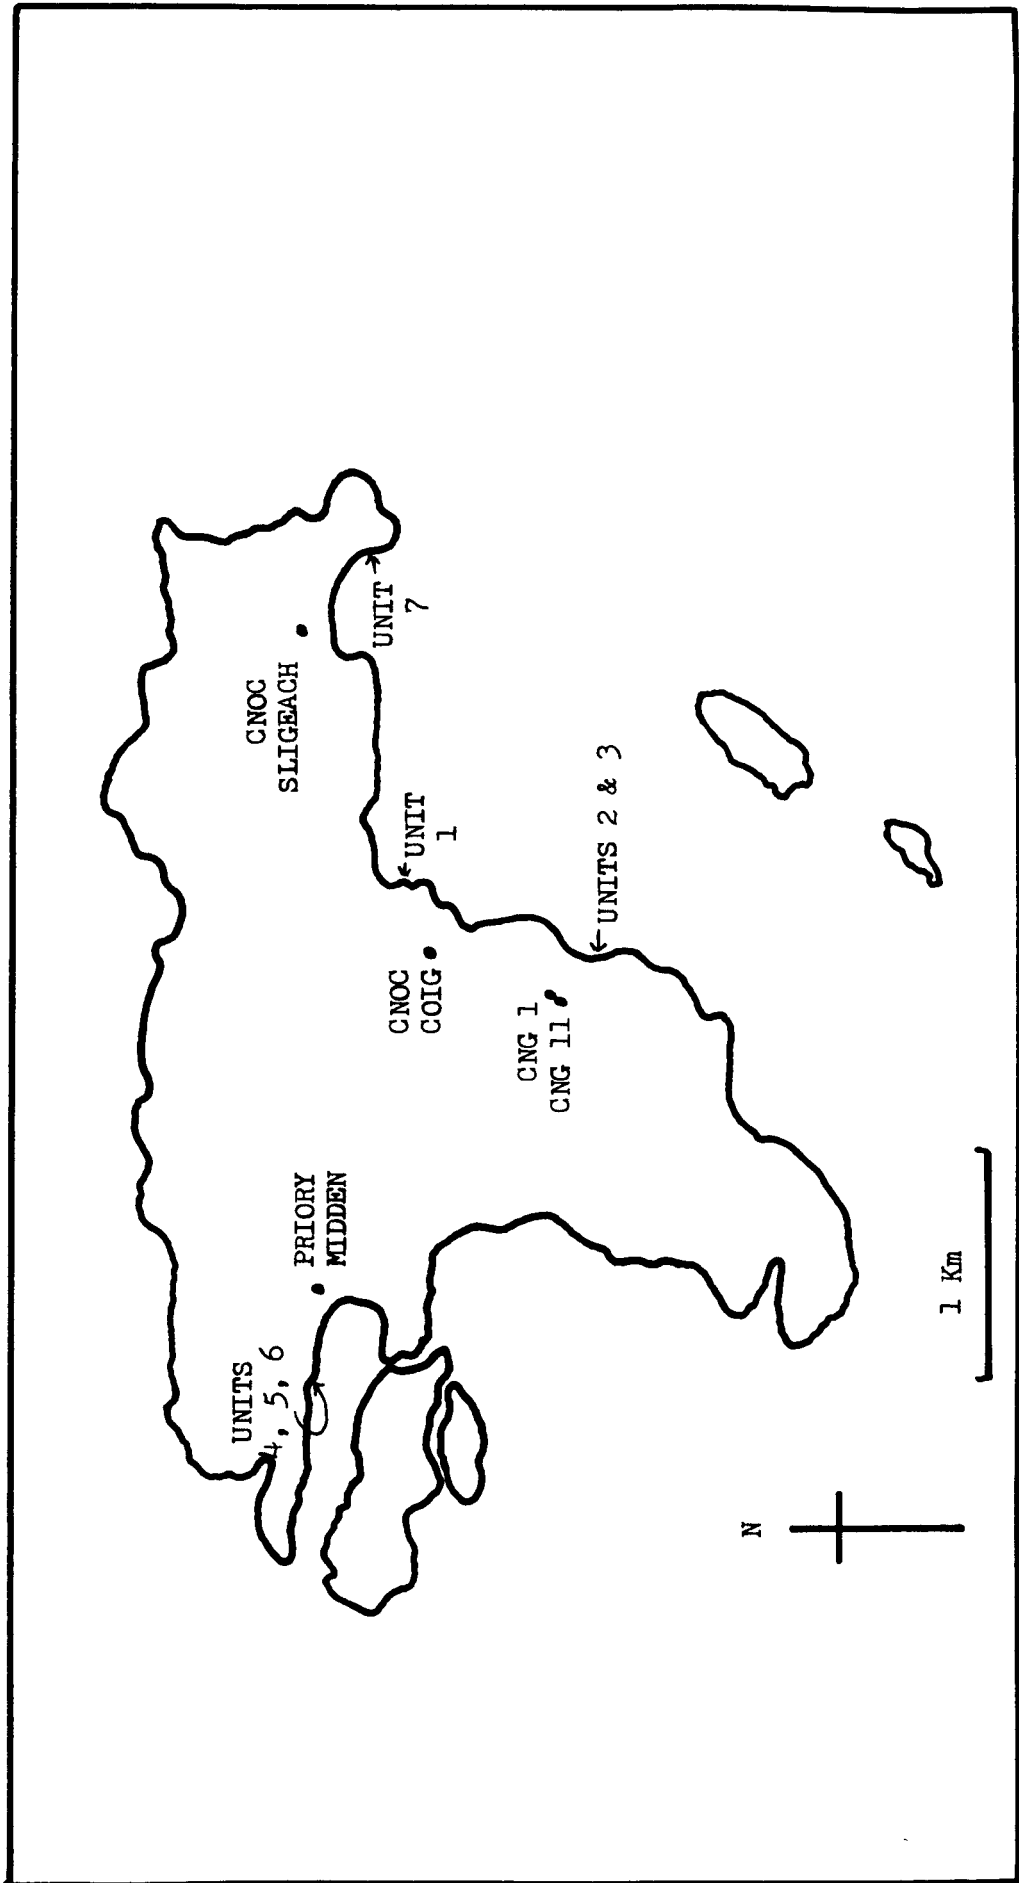 UNITS
4, 5, 6
PRIORY
MIDDEN
CNOC
SLIGEACH
UNIT
7
CNOC
COIG
UNIT
1
CNG 1
CNG 11
UNITS 2 & 3
N
1 Km